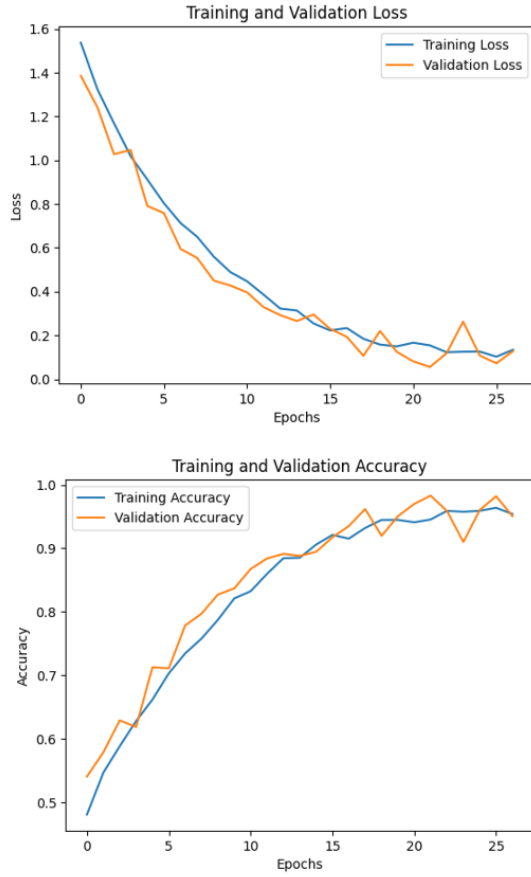 Training and Validation Loss
1.6
1.4
1.2
1.0
0.8
0.6
0.4
0.2
0.0
Loss
Training Loss
Validation Loss
0 5 10 15 20 25
Epochs
Training and Validation Accuracy
1.0
0.9
0.8
0.7
0.6
0.5
Accuracy
Training Accuracy
Validation Accuracy
0 5 10 15 20 25
Epochs